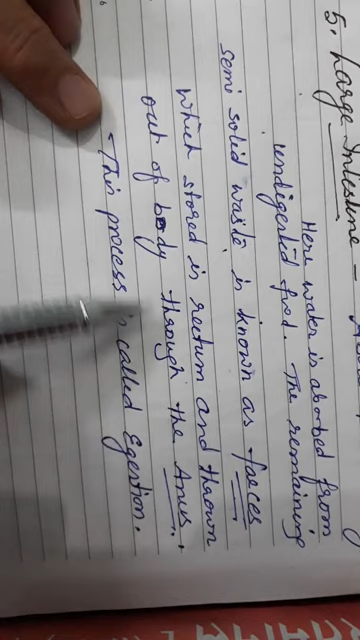 5. Large Intestine -
Here water is absorbed from
undigested food. The remaining
semi solid waste, is known as faeces
which stored in rectum and thrown
out of body through the Anus.
This process is called Egestion.